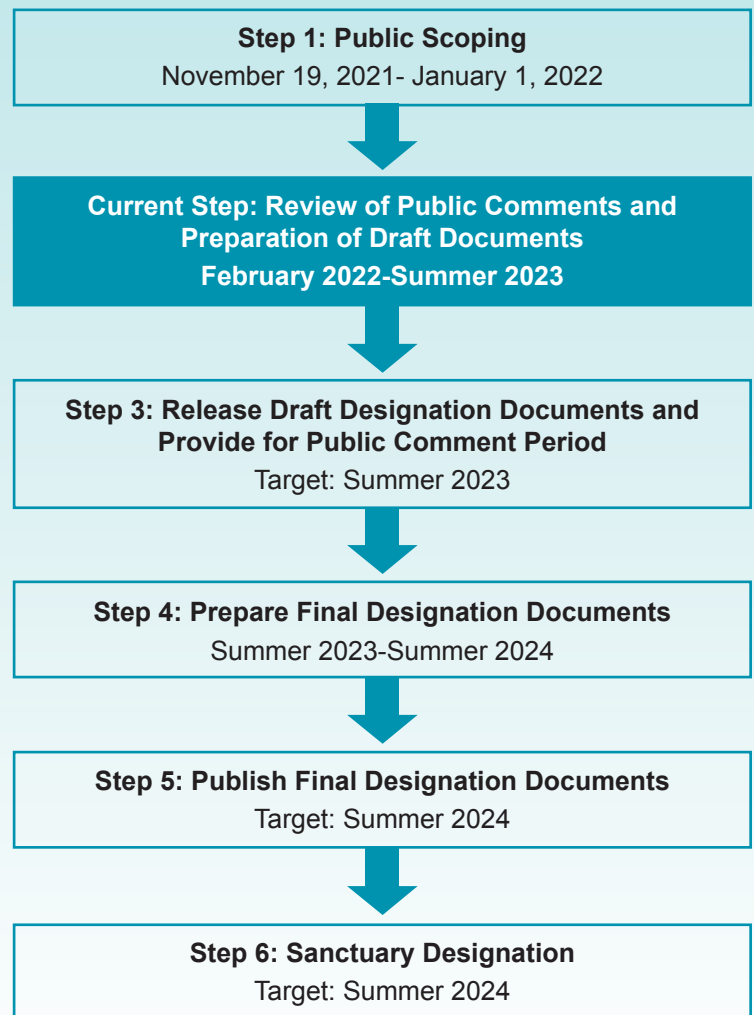 Step 1: Public Scoping
November 19, 2021- January 1, 2022
Current Step: Review of Public Comments and
Preparation of Draft Documents
February 2022-Summer 2023
Step 3: Release Draft Designation Documents and
Provide for Public Comment Period
Target: Summer 2023
Step 4: Prepare Final Designation Documents
Summer 2023-Summer 2024
Step 5: Publish Final Designation Documents
Target: Summer 2024
Step 6: Sanctuary Designation
Target: Summer 2024